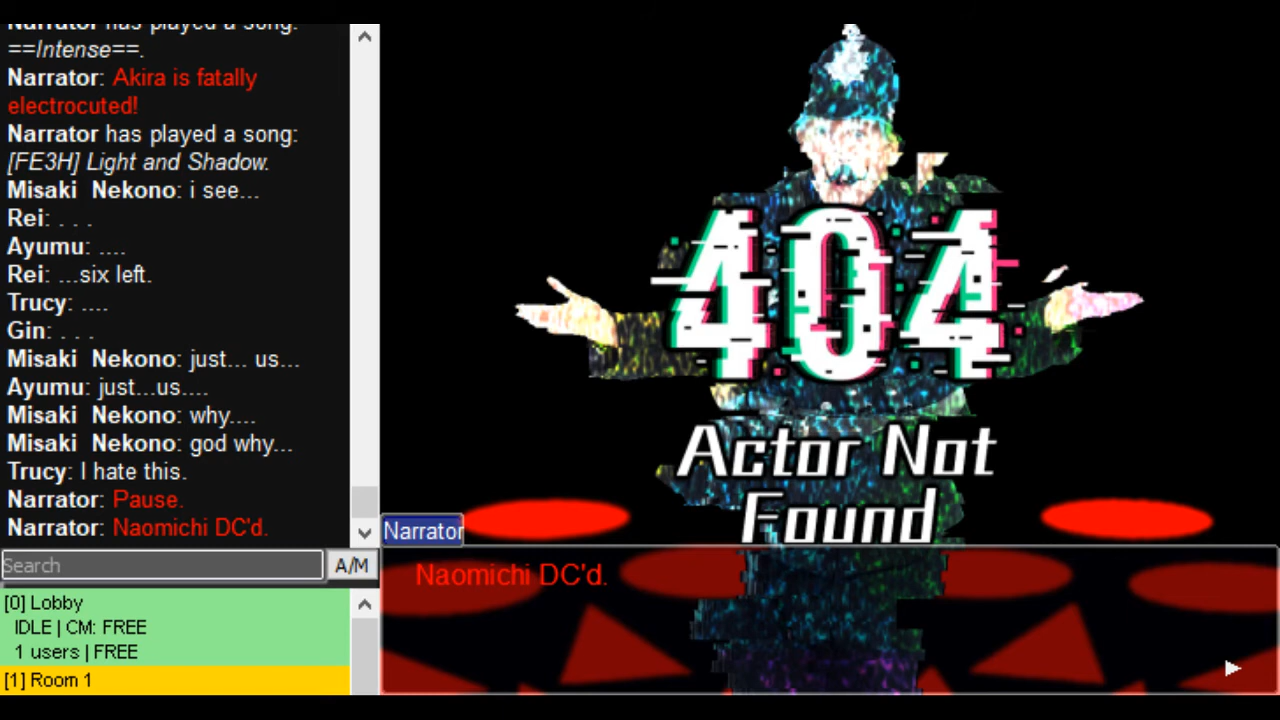 Narrator has played a song:
==Intense==.
Narrator: Akira is fatally
electrocuted!
Narrator has played a song:
[FE3H] Light and Shadow.
Misaki Nekono: i see...
Rei: . . . .
Ayumu: ....
Rei: ...six left.
Trucy: ....
Gin: . . . .
Misaki Nekono: just... us...
Ayumu: just...us....
Misaki Nekono: why....
Misaki Nekono: god why...
Trucy: I hate this.
Narrator: Pause.
Narrator: Naomichi DC'd.
Search
A/M
[0] Lobby
IDLE | CM: FREE
1 users | FREE
[1] Room 1
404
Actor Not
Found
Narrator
Naomichi DC'd.